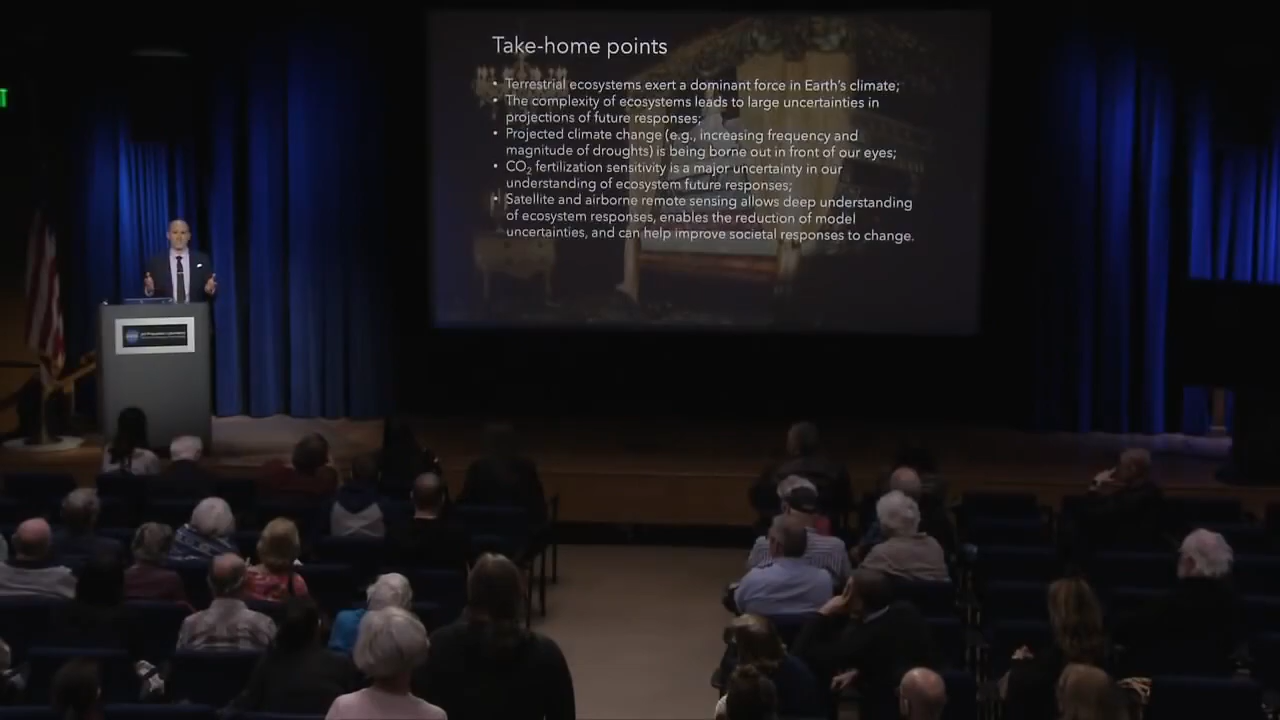 Take-home points
• Terrestrial ecosystems exert a dominant force in Earth's climate;
• The complexity of ecosystems leads to large uncertainties in
projections of future responses;
• Projected climate change (e.g., increasing frequency and
magnitude of droughts) is being borne out in front of our eyes;
• CO₂ fertilization sensitivity is a major uncertainty in our
understanding of ecosystem future responses;
• Satellite and airborne remote sensing allows deep understanding
of ecosystem responses, enables the reduction of model
uncertainties, and can help improve societal responses to change.